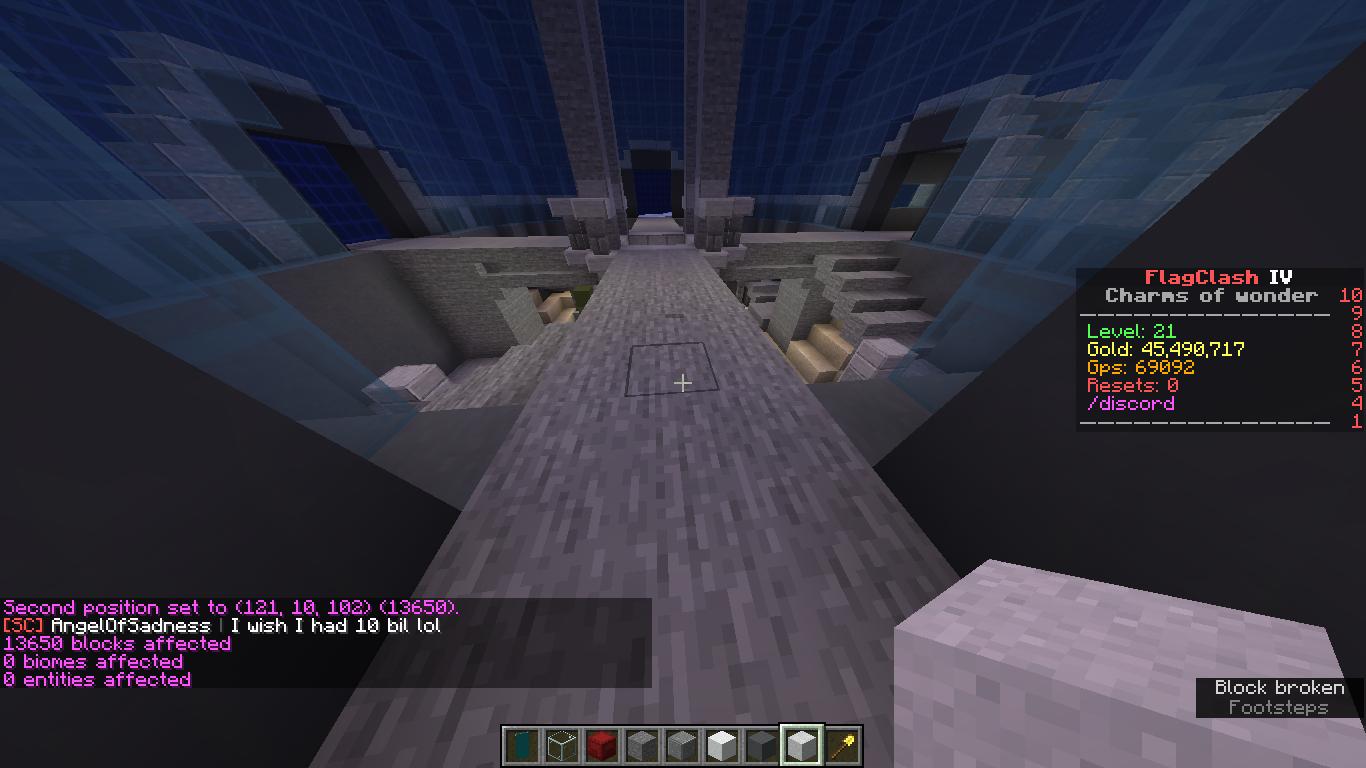 FlagClash IV
Charms of wonder 10
9
Level: 21 8
Gold: 45,490,717 7
Gps: 69092 6
Resets: 0 5
/discord 4
1
Second position set to (121, 10, 102) (13650).
[SC] AngelOfSadness | I wish I had 10 bil lol
13650 blocks affected
0 biomes affected
0 entities affected
Block broken
Footsteps